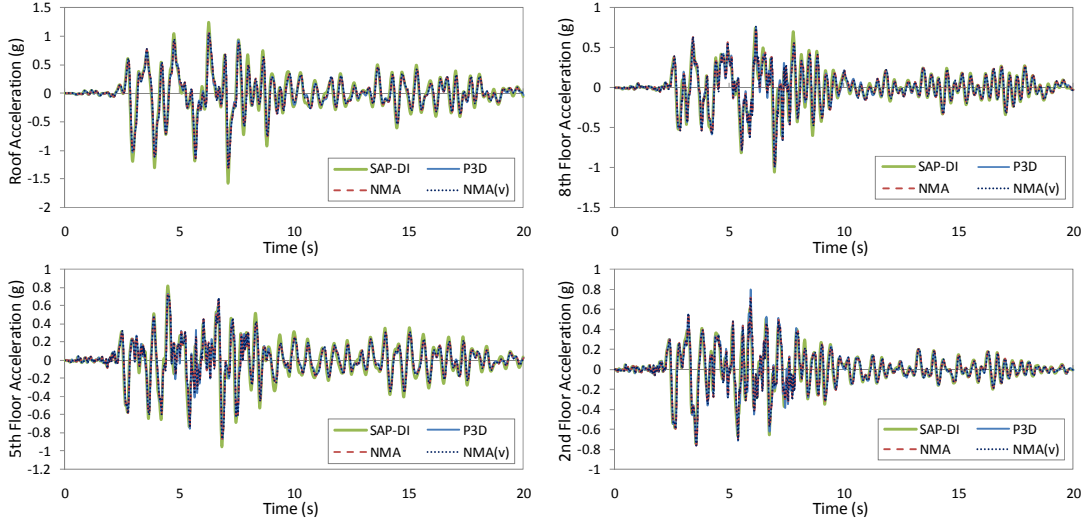 Roof Acceleration (g)
1.5
1
0.5
0
-0.5
-1
-1.5
-2
SAP-DI P3D
NMA NMA(v)
0 5 10 15 20
Time (s)
8th Floor Acceleration (g)
1
0.5
0
-0.5
-1
-1.5
SAP-DI P3D
NMA NMA(v)
0 5 10 15 20
Time (s)
5th Floor Acceleration (g)
1
0.8
0.6
0.4
0.2
0
-0.2
-0.4
-0.6
-0.8
-1
-1.2
SAP-DI P3D
NMA NMA(v)
0 5 10 15 20
Time (s)
2nd Floor Acceleration (g)
1
0.8
0.6
0.4
0.2
0
-0.2
-0.4
-0.6
-0.8
-1
SAP-DI P3D
NMA NMA(v)
0 5 10 15 20
Time (s)